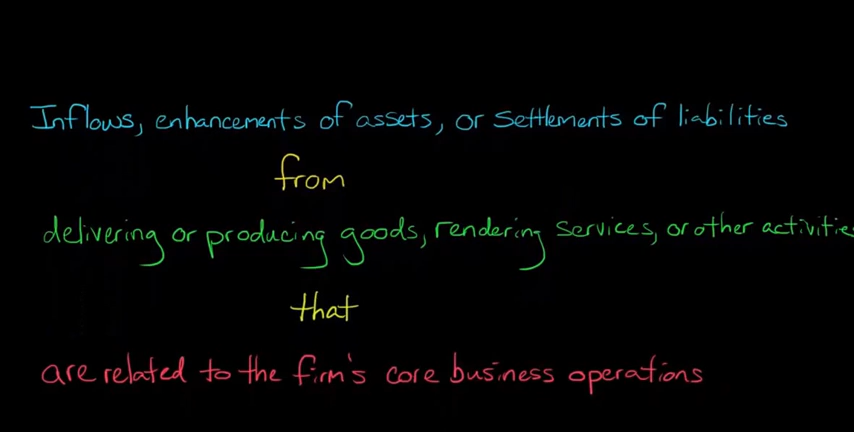 Inflows, enhancements of assets, or settlements of liabilities
from
delivering or producing goods, rendering services, or other activities
that
are related to the firm's core business operations